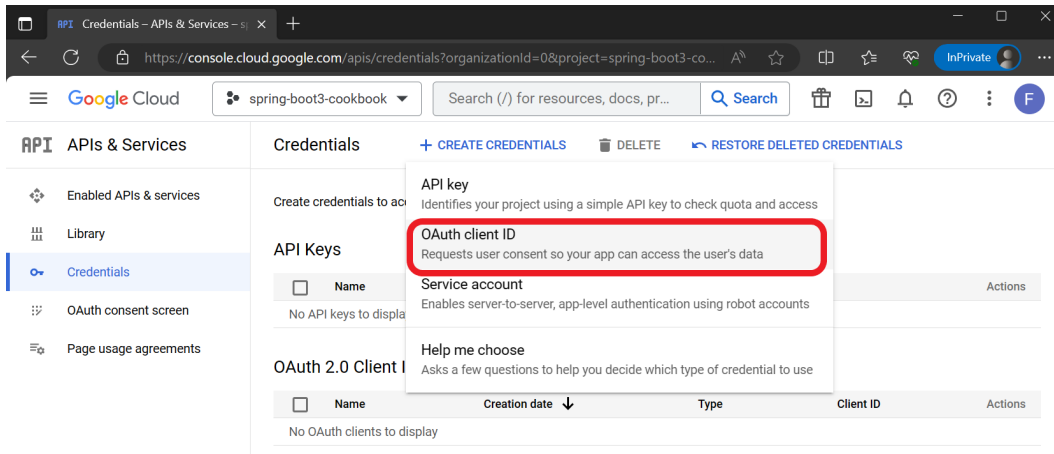 API Credentials – APIs & Services – s
https://console.cloud.google.com/apis/credentials?organizationId=0&project=spring-boot3-co...
InPrivate
Google Cloud
spring-boot3-cookbook
Search (/) for resources, docs, pr...
Search
F
API APIs & Services
Credentials
+ CREATE CREDENTIALS
DELETE
RESTORE DELETED CREDENTIALS
Enabled APIs & services
Library
Credentials
OAuth consent screen
Page usage agreements
Create credentials to ac
API key
Identifies your project using a simple API key to check quota and access
OAuth client ID
Requests user consent so your app can access the user's data
Service account
Enables server-to-server, app-level authentication using robot accounts
Help me choose
Asks a few questions to help you decide which type of credential to use
API Keys
Name
Actions
No API keys to displa
OAuth 2.0 Client I
Name
Creation date
Type
Client ID
Actions
No OAuth clients to display